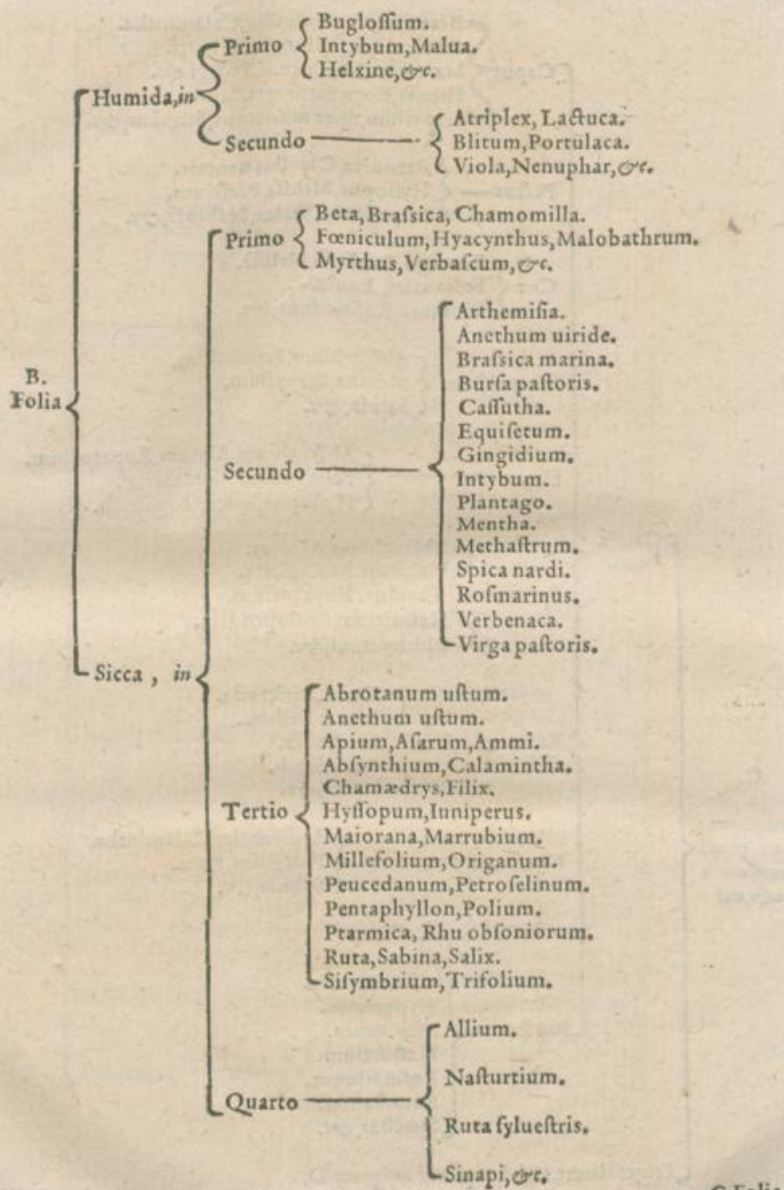 B.
Folia
Humida, in
Primo
Bugloſſum.
Intybum, Malua.
Helxine, &c.
Secundo
Atriplex, Lactuca.
Blitum, Portulaca.
Viola, Nenuphar, &c.
Sicca, in
Primo
Beta, Braſsica, Chamomilla.
Fœniculum, Hyacynthus, Malobathrum.
Myrthus, Verbaſcum, &c.
Secundo
Arthemiſia.
Anethum uiride.
Braſsica marina.
Burſa paſtoris.
Caſſutha.
Equiſetum.
Gingidium.
Intybum.
Plantago.
Mentha.
Methaſtrum.
Spica nardi.
Roſmarinus.
Verbenaca.
Virga paſtoris.
Tertio
Abrotanum uſtum.
Anethum uſtum.
Apium, Aſarum, Ammi.
Abſynthium, Calamintha.
Chamædrys, Filix.
Hyſſopum, Iuniperus.
Maiorana, Marrubium.
Millefolium, Origanum.
Peucedanum, Petroſelinum.
Pentaphyllon, Polium.
Ptarmica, Rhu obſoniorum.
Ruta, Sabina, Salix.
Siſymbrium, Trifolium.
Quarto
Allium.
Naſturtium.
Ruta ſylueſtris.
Sinapi, &c.